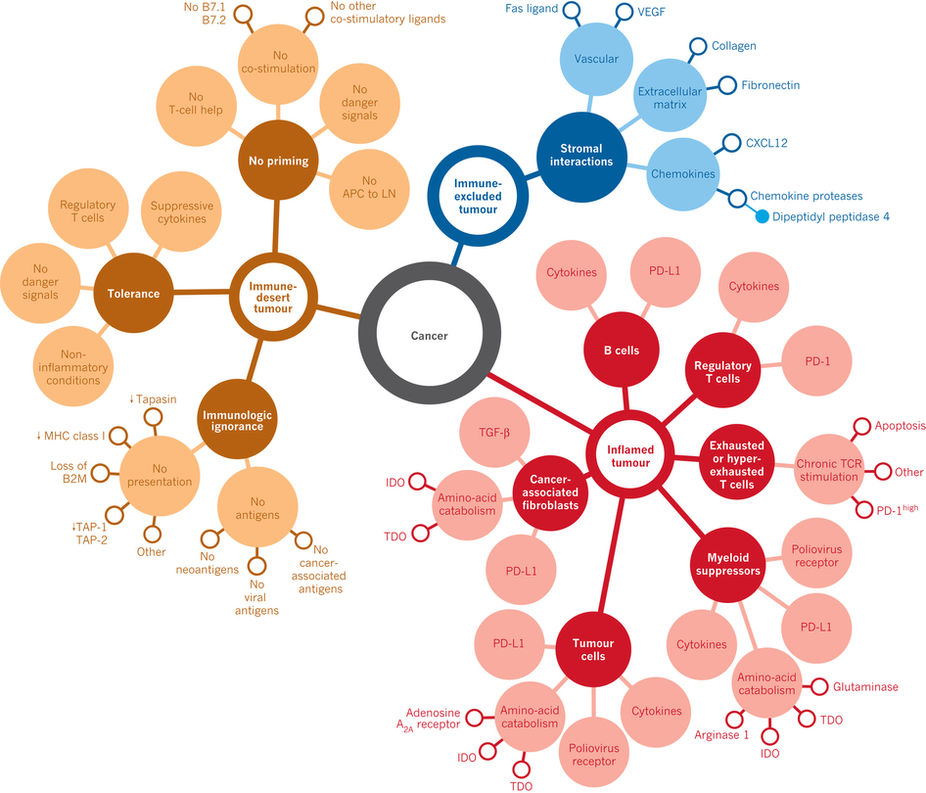 No B7.1
B7.2
No other
co-stimulatory ligands
No
co-stimulation
No
T-cell help
No
danger
signals
No priming
No
APC to LN
Regulatory
T cells
Suppressive
cytokines
No
danger
signals
Tolerance
Non-
inflammatory
conditions
Immune-
desert
tumour
Immunologic
ignorance
↓ Tapasin
↓ MHC class I
Loss of
B2M
↓TAP-1
TAP-2
Other
No
presentation
No
antigens
No
neoantigens
No
viral
antigens
No
cancer-
associated
antigens
Cancer
Immune-
excluded
tumour
Stromal
interactions
Fas ligand
VEGF
Vascular
Collagen
Extracellular
matrix
Fibronectin
CXCL12
Chemokines
Chemokine proteases
Dipeptidyl peptidase 4
Inflamed
tumour
Cytokines
PD-L1
B cells
Cytokines
Regulatory
T cells
PD-1
Exhausted
or hyper-
exhausted
T cells
Chronic TCR
stimulation
Apoptosis
Other
PD-1high
TGF-β
Cancer-
associated
fibroblasts
IDO
Amino-acid
catabolism
TDO
PD-L1
Myeloid
suppressors
Poliovirus
receptor
PD-L1
Cytokines
Amino-acid
catabolism
Glutaminase
TDO
IDO
Arginase 1
Tumour
cells
PD-L1
Amino-acid
catabolism
Adenosine
A2A receptor
IDO
TDO
Poliovirus
receptor
Cytokines